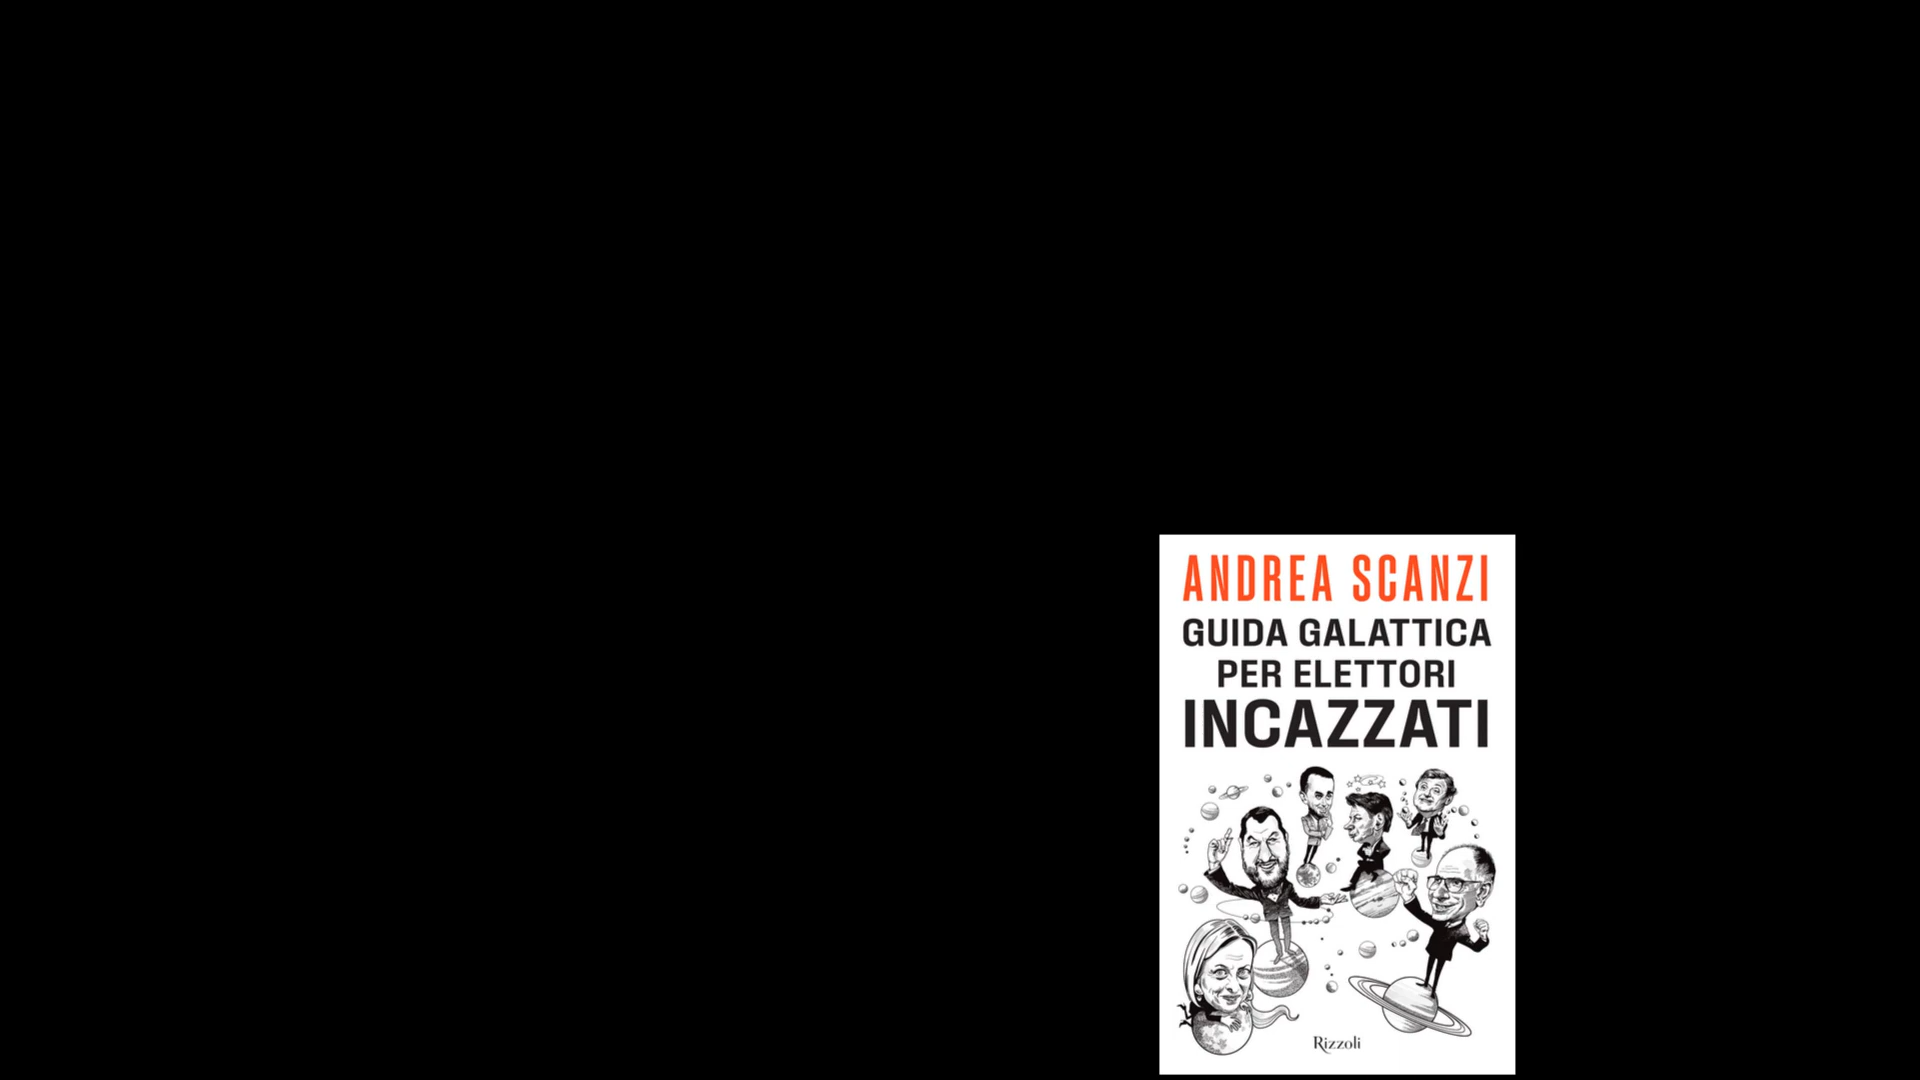 ANDREA SCANZI
GUIDA GALATTICA
PER ELETTORI
INCAZZATI
Rizzoli